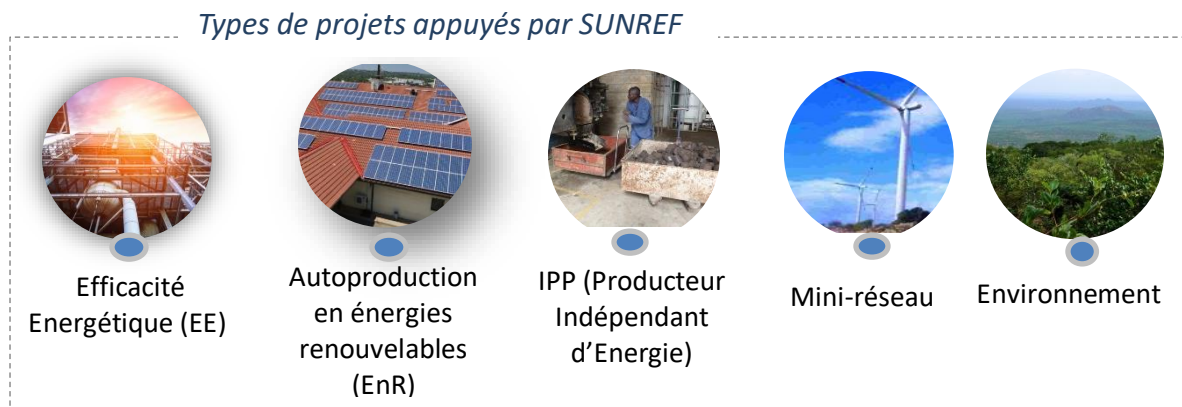 Types de projets appuyés par SUNREF
Efficacité
Energétique (EE)
Autoproduction
en énergies
renouvelables
(EnR)
IPP (Producteur
Indépendant
d’Energie)
Mini-réseau
Environnement